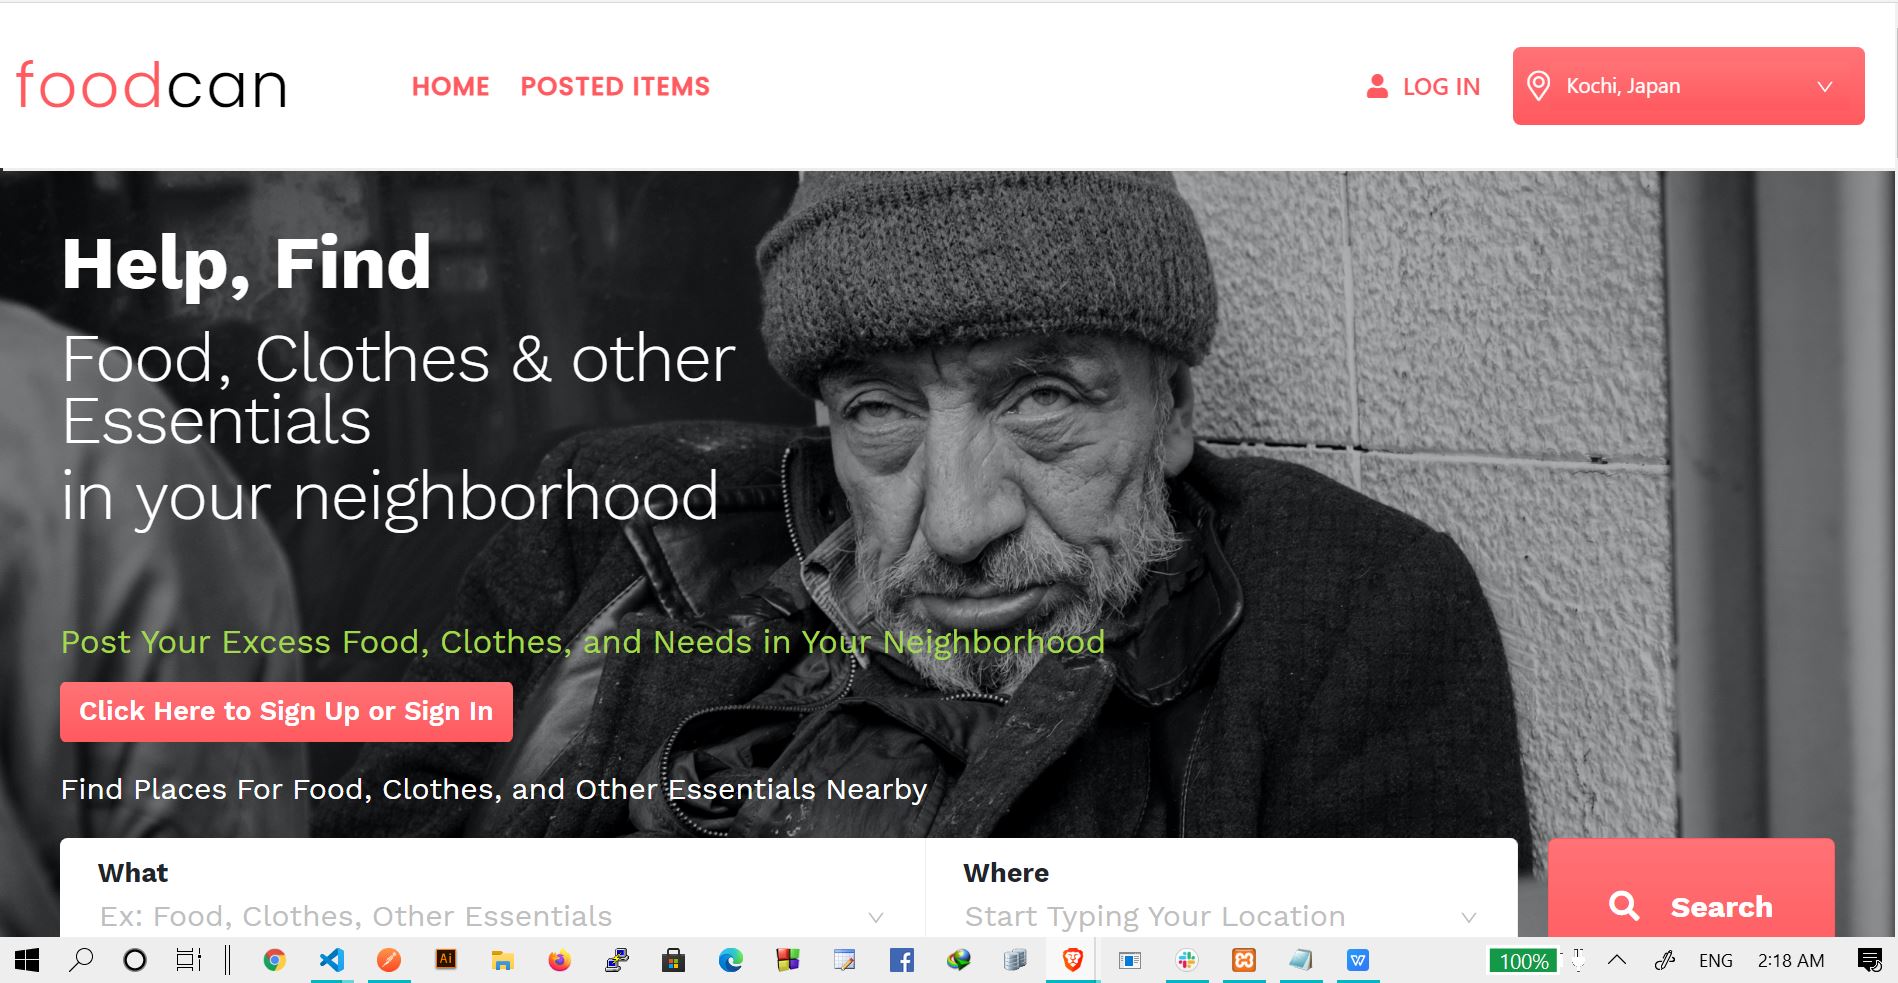 foodcan
HOME POSTED ITEMS
LOG IN
Kochi, Japan
Help, Find
Food, Clothes & other
Essentials
in your neighborhood
Post Your Excess Food, Clothes, and Needs in Your Neighborhood
Click Here to Sign Up or Sign In
Find Places For Food, Clothes, and Other Essentials Nearby
What
Ex: Food, Clothes, Other Essentials
Where
Start Typing Your Location
Search
Ai
100%
ENG
2:18 AM